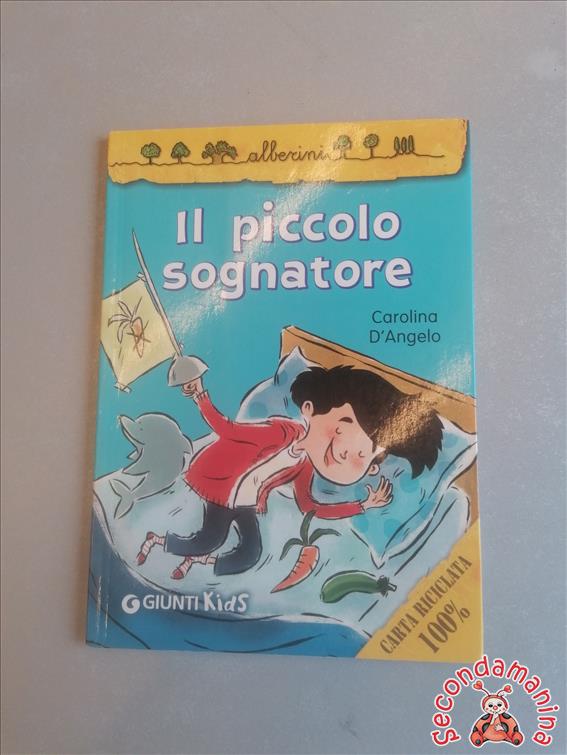 alberini
Il piccolo
sognatore
Carolina
D'Angelo
GIUNTI KidS
CARTA RICICLATA
100%
Secondamanina